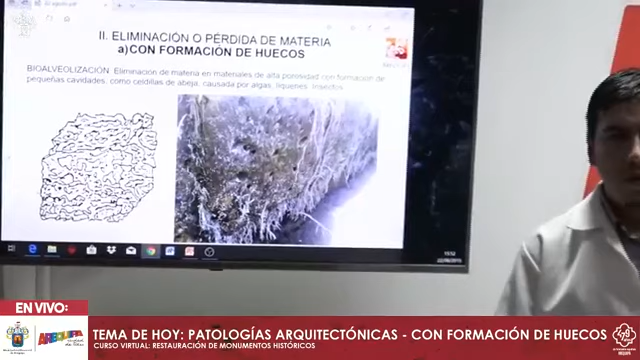 II. ELIMINACIÓN O PÉRDIDA DE MATERIA
a) CON FORMACIÓN DE HUECOS
BIOALVEOLIZACIÓN. Eliminación de materia en materiales de alta porosidad con formación de
pequeñas cavidades, como celdillas de abeja, causada por algas, líquenes, insectos.
EN VIVO:
AREQUIPA
TEMA DE HOY: PATOLOGÍAS ARQUITECTÓNICAS - CON FORMACIÓN DE HUECOS
CURSO VIRTUAL: RESTAURACIÓN DE MONUMENTOS HISTÓRICOS